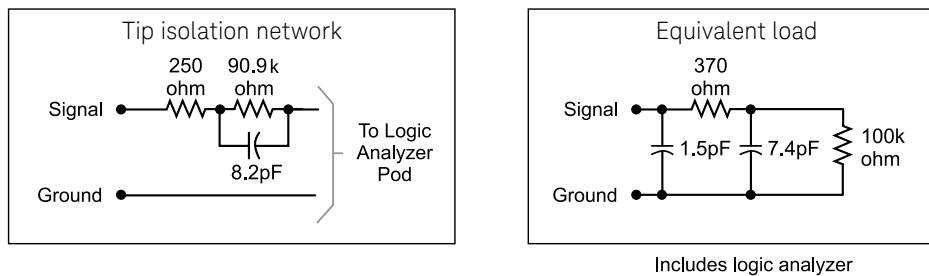 Tip isolation network
250
ohm
90.9k
ohm
Signal
8.2pF
Ground
To Logic
Analyzer
Pod
Equivalent load
370
ohm
Signal
1.5pF
7.4pF
100k
ohm
Ground
Includes logic analyzer